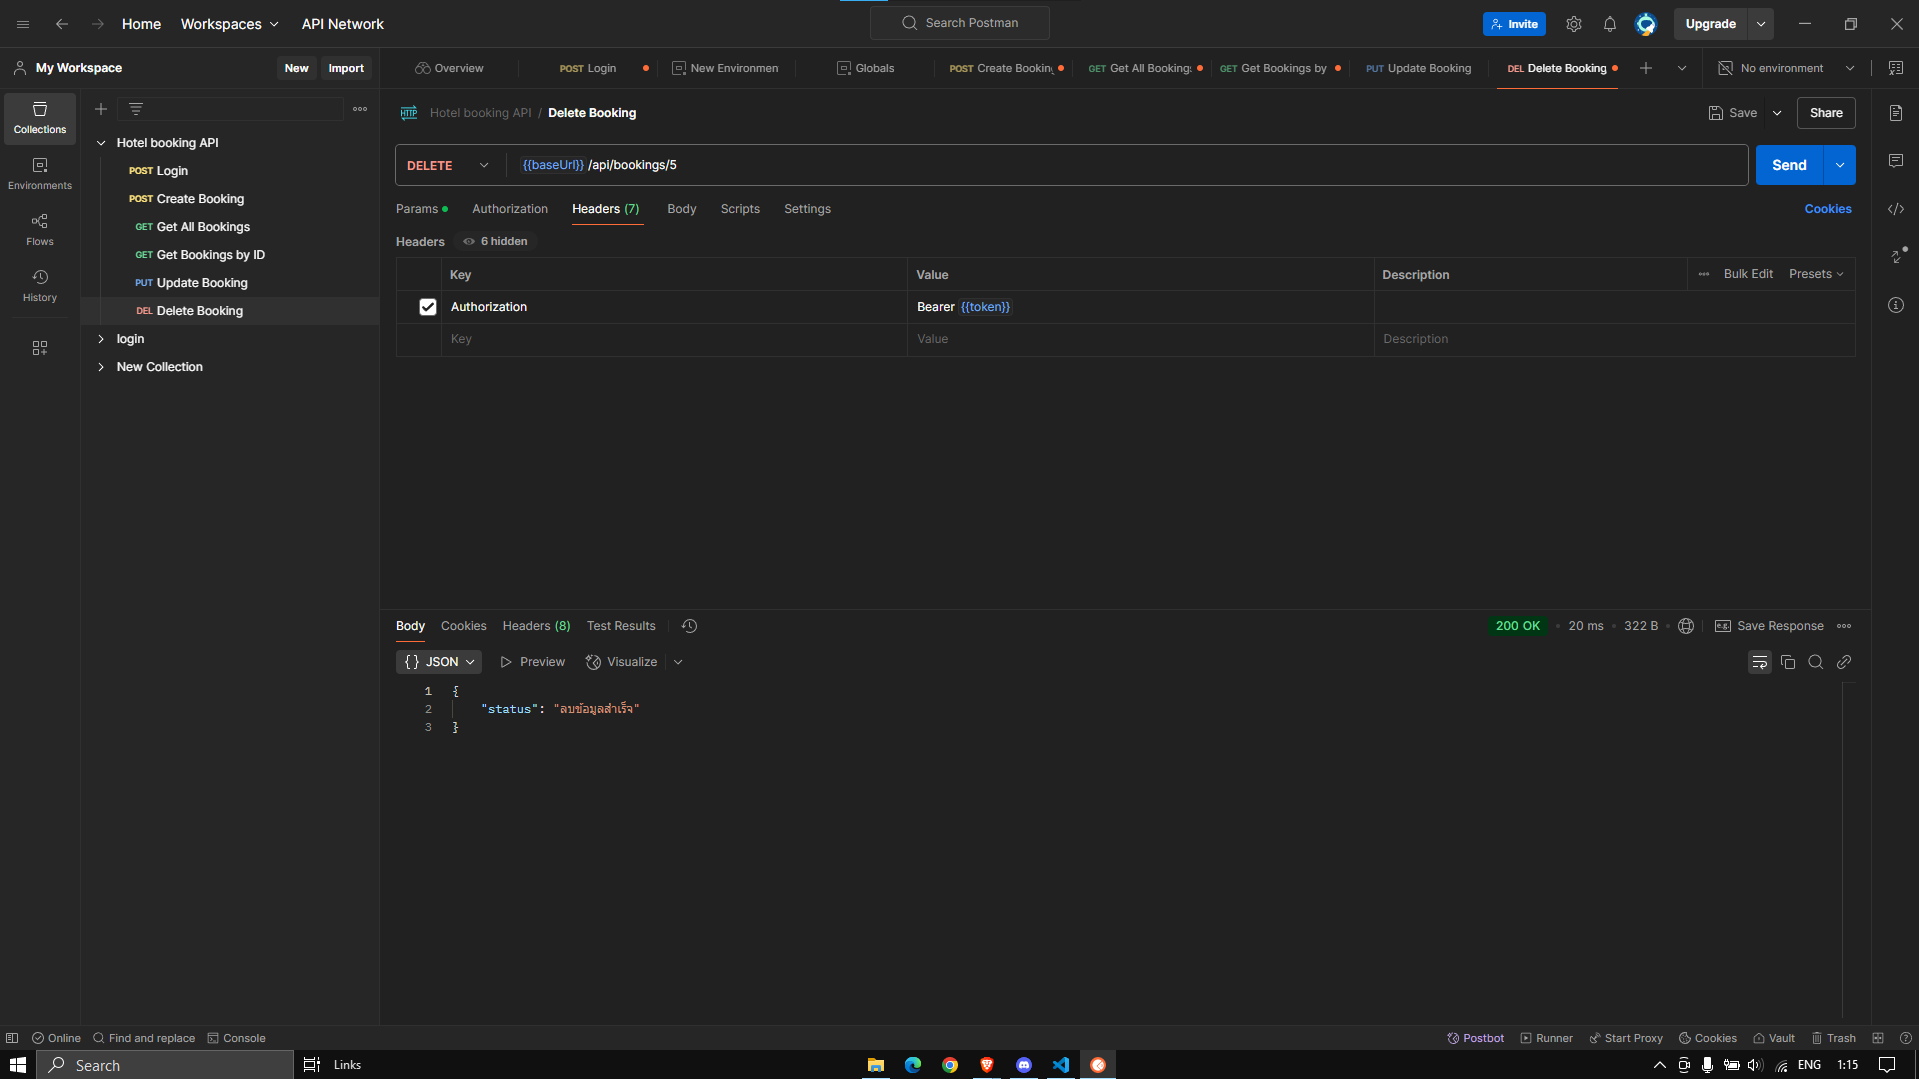 Home Workspaces API Network Search Postman Invite Upgrade
My Workspace New Import Overview POST Login New Environmen Globals POST Create Bookin GET Get All Booking GET Get Bookings by PUT Update Booking DEL Delete Booking No environment
Collections
Environments
Flows
History
Hotel booking API
POST Login
POST Create Booking
GET Get All Bookings
GET Get Bookings by ID
PUT Update Booking
DEL Delete Booking
login
New Collection
HTTP Hotel booking API / Delete Booking Save Share
DELETE {{baseUrl}} /api/bookings/5 Send
Params Authorization Headers (7) Body Scripts Settings Cookies
Headers 6 hidden
Key Value Description Bulk Edit Presets
Authorization Bearer {{token}}
Key Value Description
Body Cookies Headers (8) Test Results 200 OK 20 ms 322 B e.g. Save Response
{} JSON Preview Visualize
1 {
2 "status": "ลบข้อมูลสำเร็จ"
3 }
Online Find and replace Console Postbot Runner Start Proxy Cookies Vault Trash
Search Links ENG 1:15